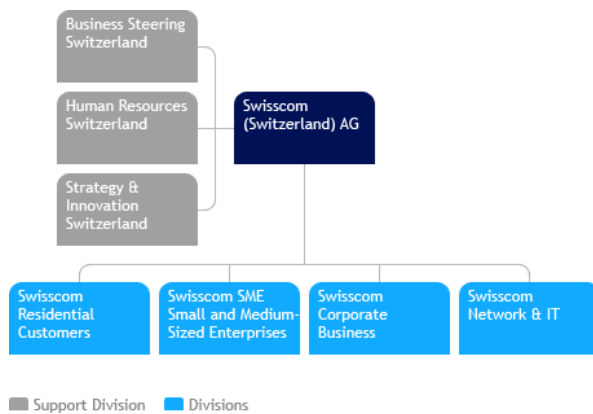 Business Steering
Switzerland
Human Resources
Switzerland
Swisscom
(Switzerland) AG
Strategy &
Innovation
Switzerland
Swisscom
Residential
Customers
Swisscom SME
Small and Medium-
Sized Enterprises
Swisscom
Corporate
Business
Swisscom
Network & IT
Support Division
Divisions